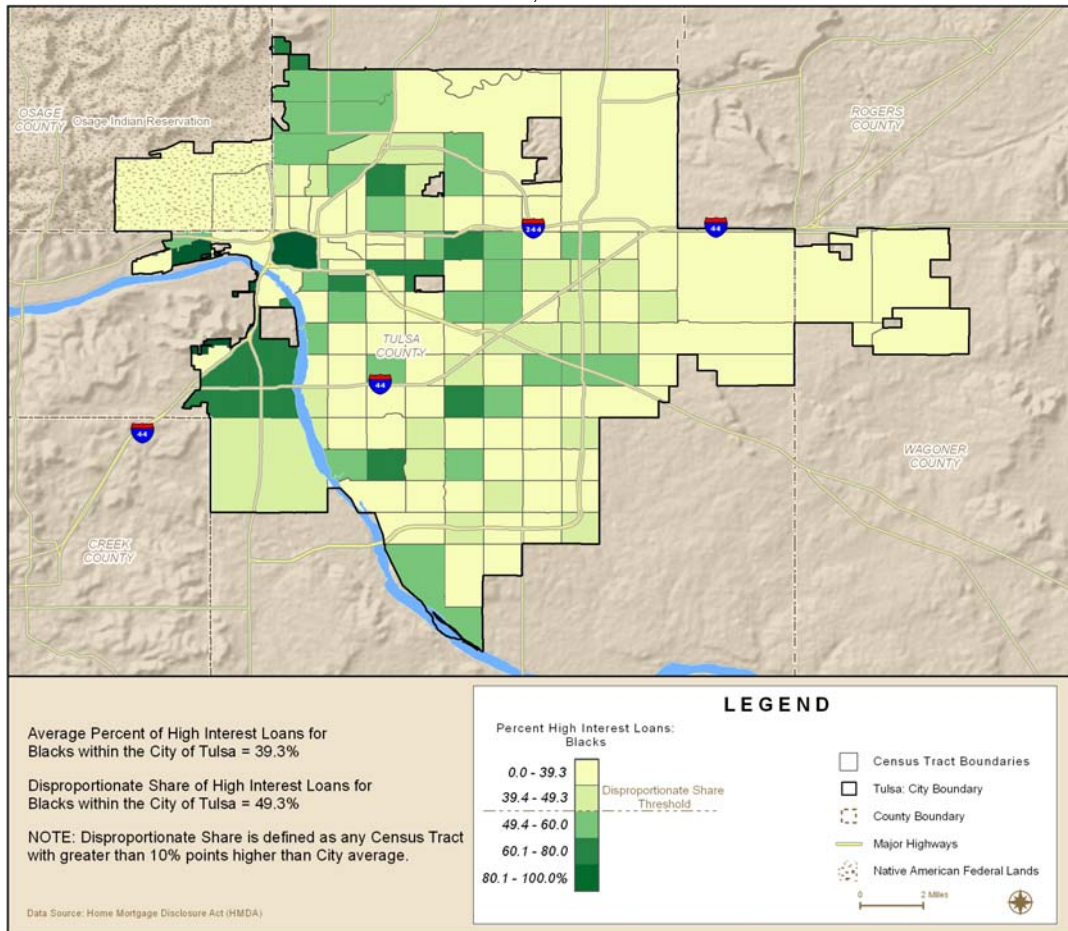 OSAGE
COUNTY
Osage Indian Reservation
ROGERS
COUNTY
244
44
TULSA
COUNTY
44
44
WAGONER
COUNTY
CREEK
COUNTY
Average Percent of High Interest Loans for
Blacks within the City of Tulsa = 39.3%
Disproportionate Share of High Interest Loans for
Blacks within the City of Tulsa = 49.3%
NOTE: Disproportionate Share is defined as any Census Tract
with greater than 10% points higher than City average.
Data Source: Home Mortgage Disclosure Act (HMDA)
LEGEND
Percent High Interest Loans:
Blacks
0.0 - 39.3
39.4 - 49.3
49.4 - 60.0
60.1 - 80.0
80.1 - 100.0%
Disproportionate Share
Threshold
Census Tract Boundaries
Tulsa: City Boundary
County Boundary
Major Highways
Native American Federal Lands
0 2 Miles